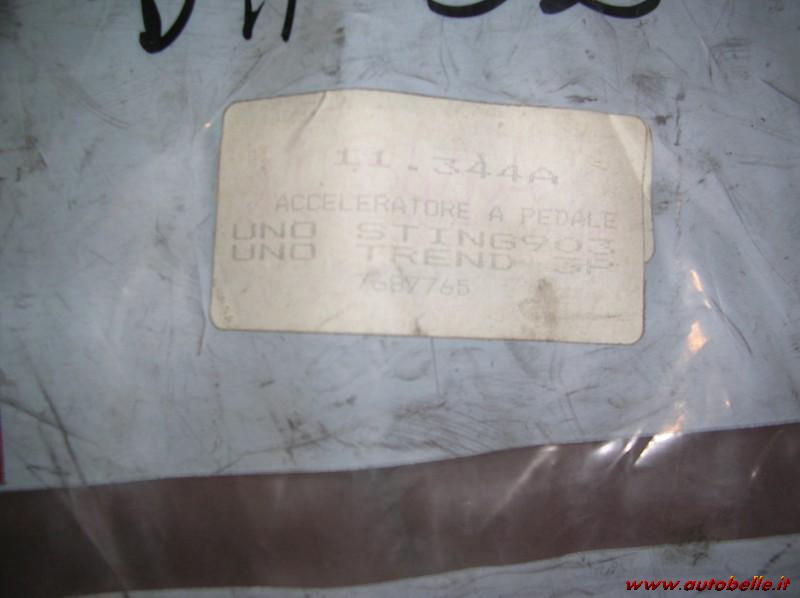 11.344A
ACCELERATORE A PEDALE
UNO STING903
UNO TREND 3P
7687765
www.autobelle.it